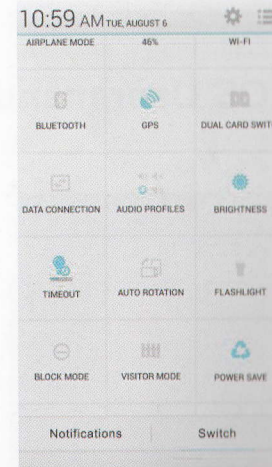 10:59 AM TUE, AUGUST 6
AIRPLANE MODE 46% WI-FI
BLUETOOTH GPS DUAL CARD SWIT
DATA CONNECTION AUDIO PROFILES BRIGHTNESS
TIMEOUT AUTO ROTATION FLASHLIGHT
BLOCK MODE VISITOR MODE POWER SAVE
Notifications Switch